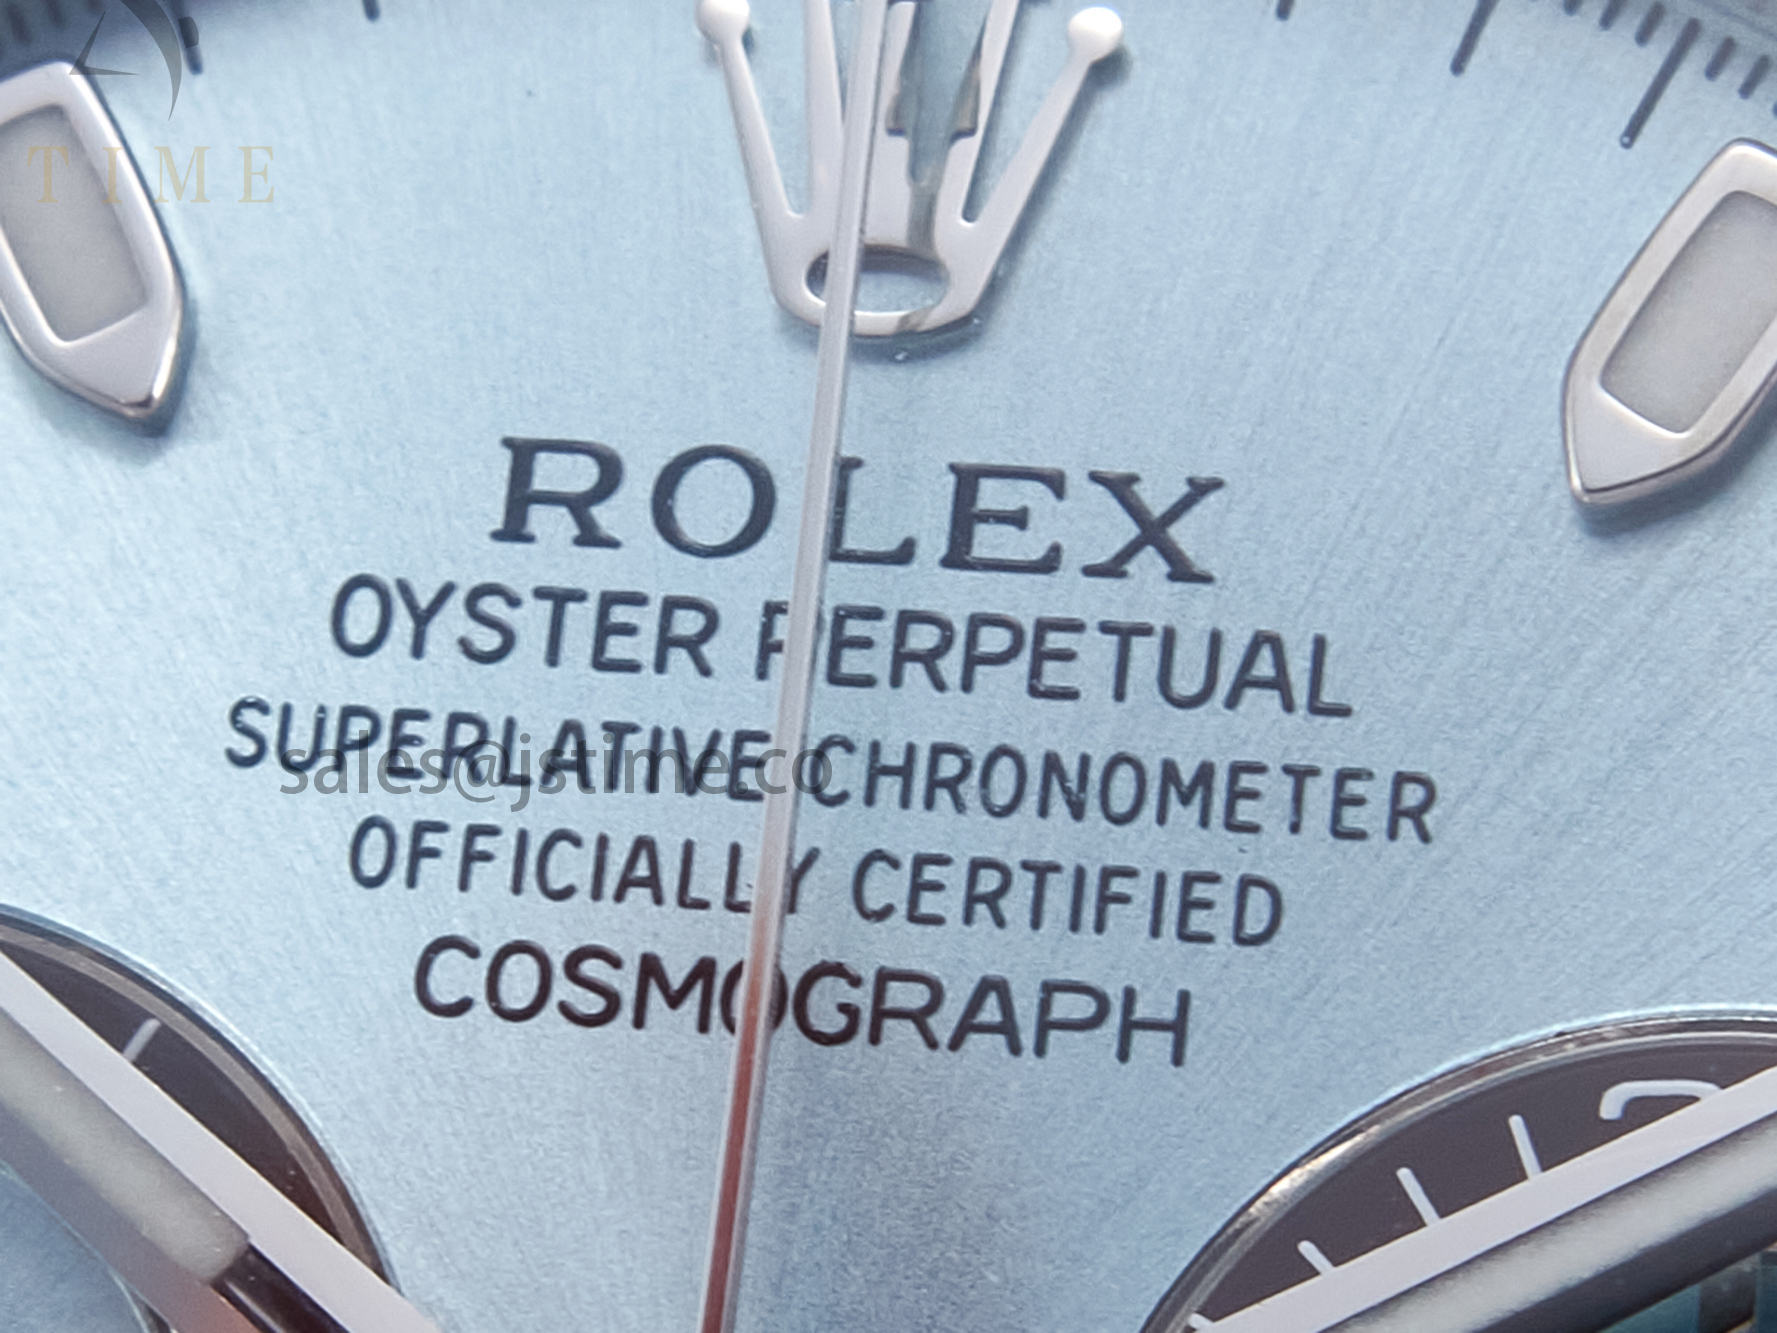 TIME
ROLEX
OYSTER PERPETUAL
SUPERLATIVE CHRONOMETER
sales@jstime.co
OFFICIALLY CERTIFIED
COSMOGRAPH